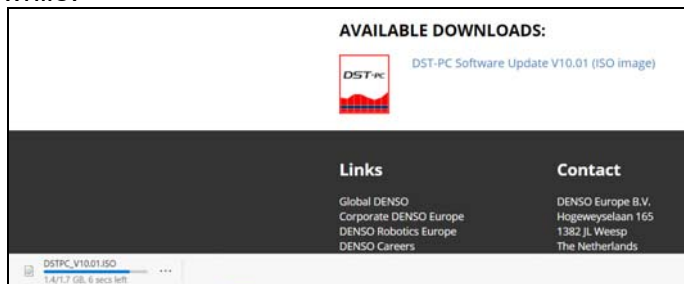 AVAILABLE DOWNLOADS:
DST-PC
DST-PC Software Update V10.01 (ISO image)
Links
Global DENSO
Corporate DENSO Europe
DENSO Robotics Europe
DENSO Careers
Contact
DENSO Europe B.V.
Hogeweyselaan 165
1382 JL Weesp
The Netherlands
DSTPC_V10.01.ISO
1.4/1.7 GB, 6 secs left
...